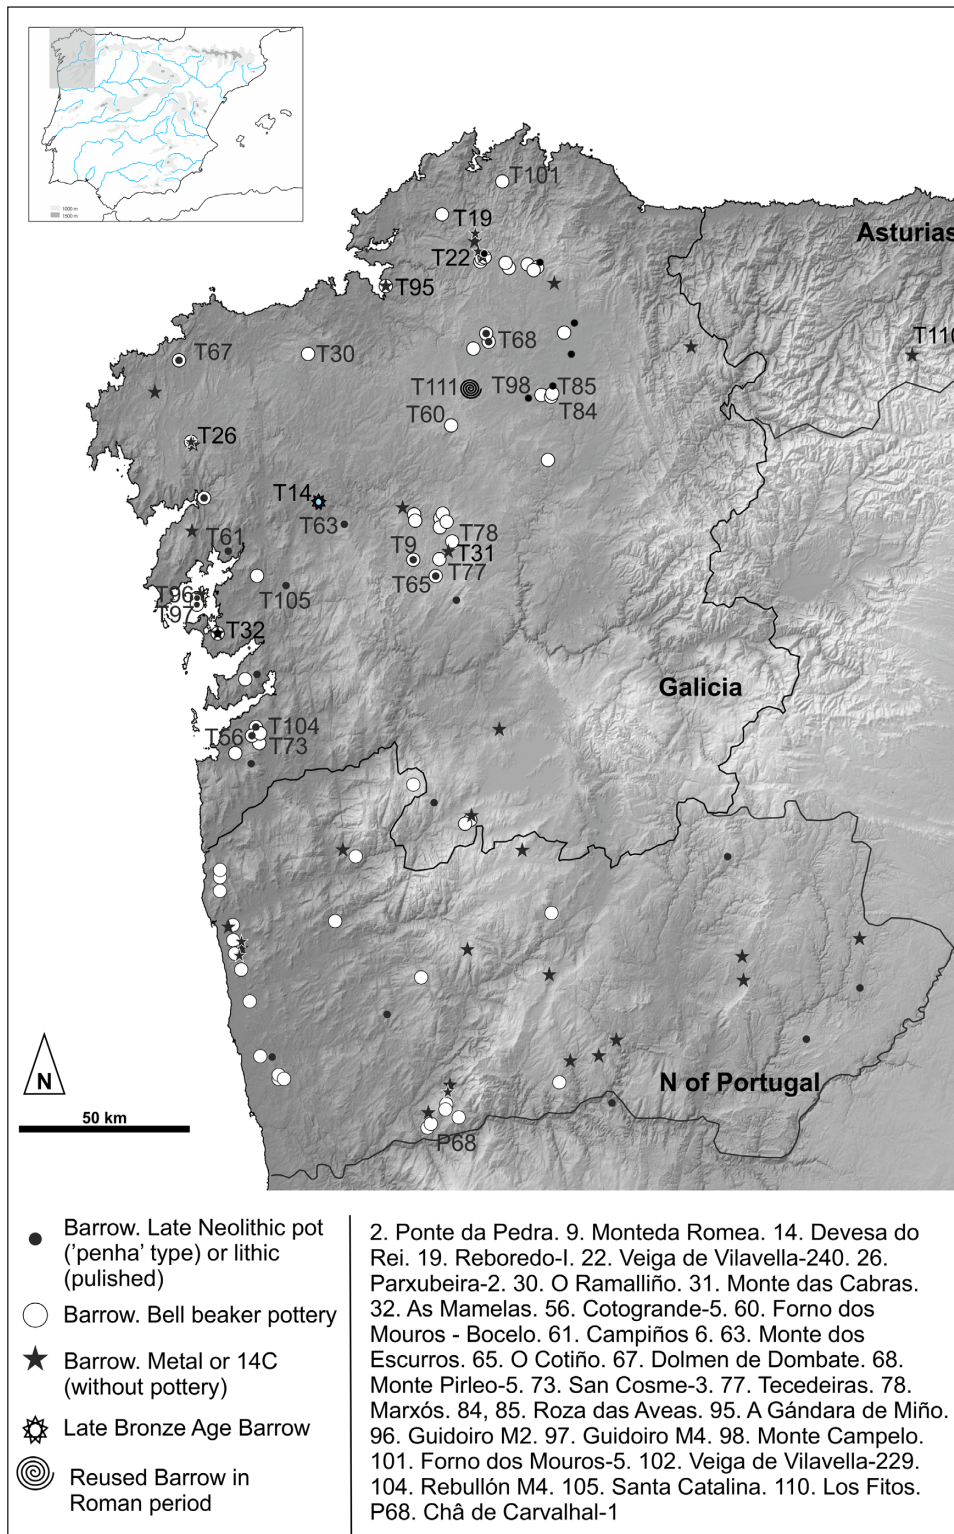 1000 m
1500 m
T101
T19
Asturias
T22
T95
T110
T67
T30
T68
T111
T98
T85
T84
T60
T26
T14
T63
T61
T78
T9
T31
T65
T77
T105
T96
T97
T32
Galicia
T104
T56
T73
N
50 km
N of Portugal
P68
Barrow. Late Neolithic pot
('penha' type) or lithic
(pulished)
Barrow. Bell beaker pottery
Barrow. Metal or 14C
(without pottery)
Late Bronze Age Barrow
Reused Barrow in
Roman period
2. Ponte da Pedra. 9. Monteda Romea. 14. Devesa do
Rei. 19. Reboredo-I. 22. Veiga de Vilavella-240. 26.
Parxubeira-2. 30. O Ramalliño. 31. Monte das Cabras.
32. As Mamelas. 56. Cotogrande-5. 60. Forno dos
Mouros - Bocelo. 61. Campiños 6. 63. Monte dos
Escurros. 65. O Cotiño. 67. Dolmen de Dombate. 68.
Monte Pirleo-5. 73. San Cosme-3. 77. Tecedeiras. 78.
Marxós. 84, 85. Roza das Aveas. 95. A Gándara de Miño.
96. Guidoiro M2. 97. Guidoiro M4. 98. Monte Campelo.
101. Forno dos Mouros-5. 102. Veiga de Vilavella-229.
104. Rebullón M4. 105. Santa Catalina. 110. Los Fitos.
P68. Châ de Carvalhal-1